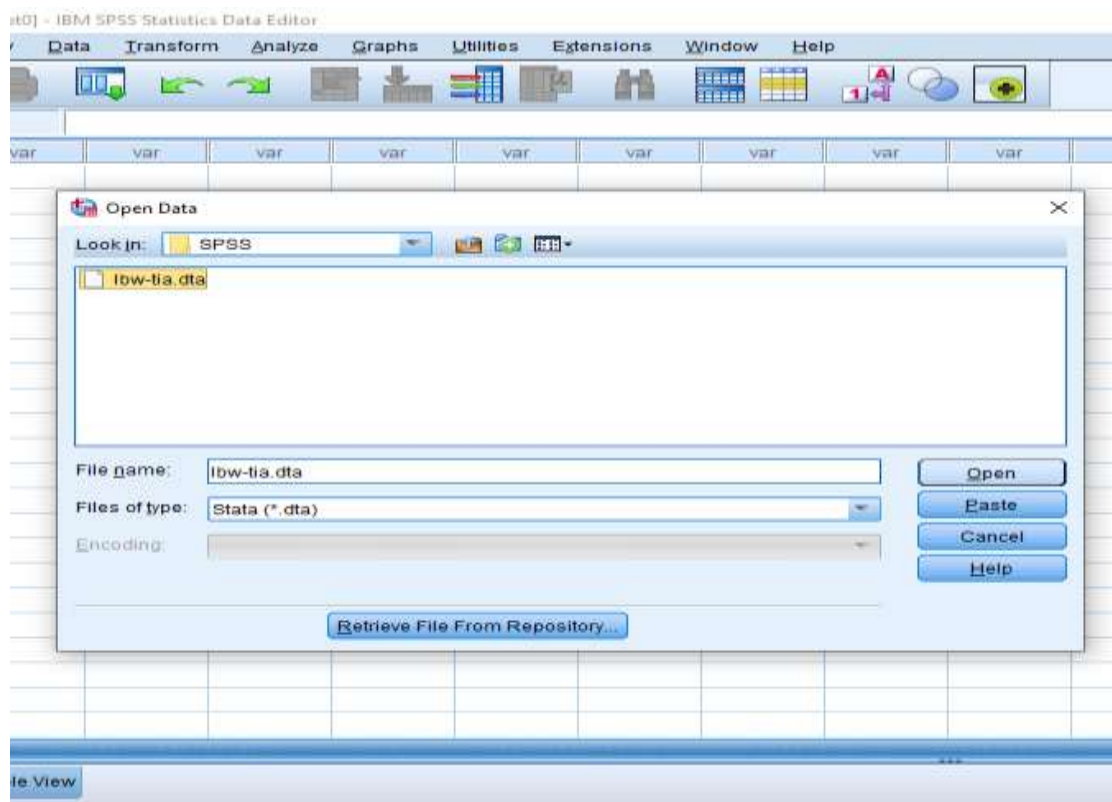 et0] - IBM SPSS Statistics Data Editor
Data Transform Analyze Graphs Utilities Extensions Window Help
var var var var var var var var var
Open Data
Look in: SPSS
lbw-tia.dta
File name: lbw-tia.dta
Open
Files of type: Stata (*.dta)
Paste
Encoding:
Cancel
Help
Retrieve File From Repository...
le View